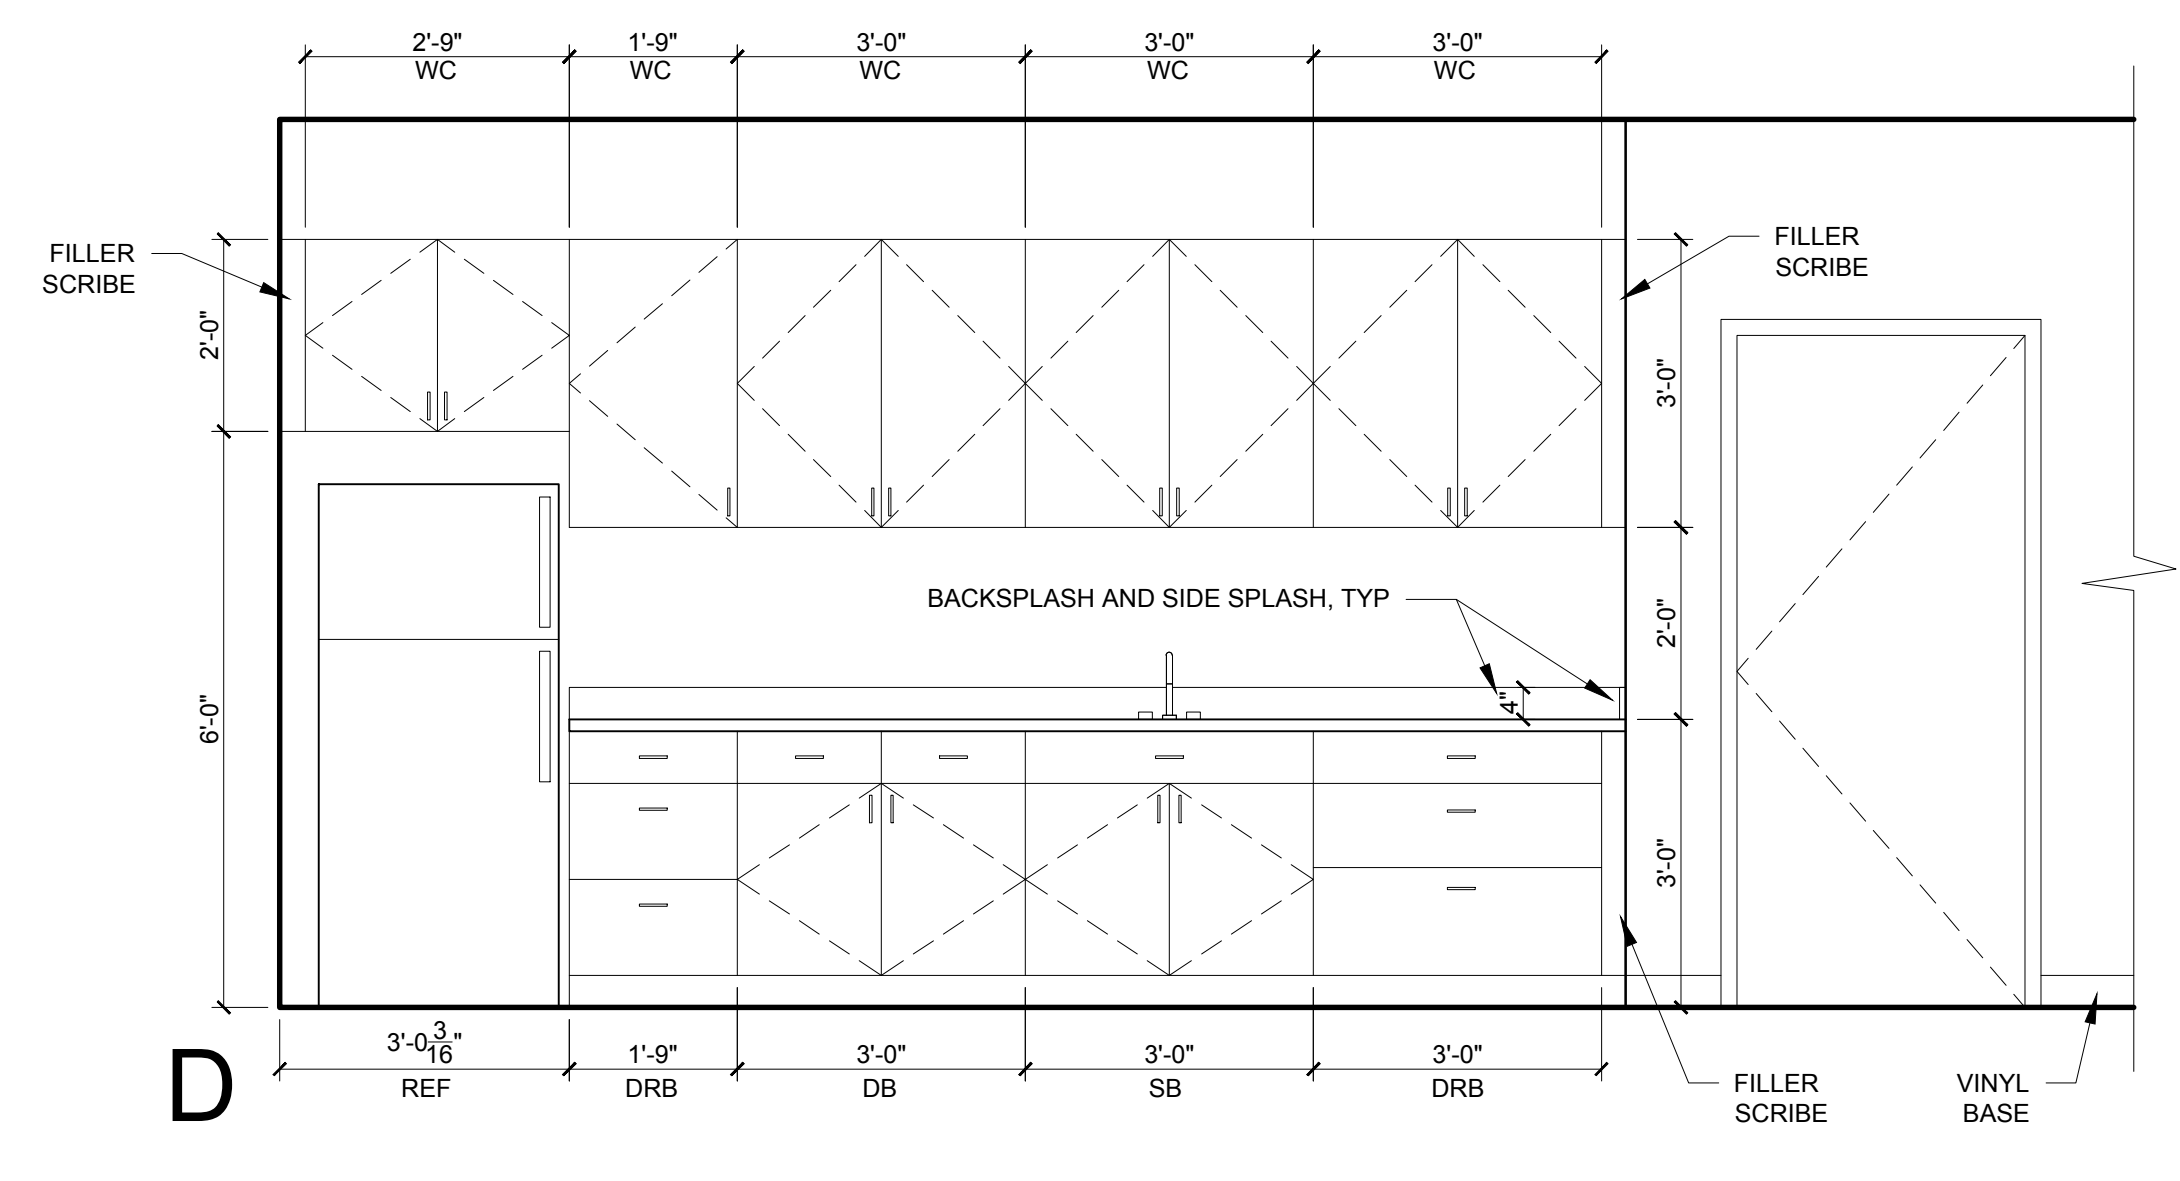 2'-9"
WC
1'-9"
WC
3'-0"
WC
3'-0"
WC
3'-0"
WC
FILLER
SCRIBE
FILLER
SCRIBE
2'-0"
6'-0"
3'-0"
2'-0"
3'-0"
BACKSPLASH AND SIDE SPLASH, TYP
4"
D
3'-0 3/16"
REF
1'-9"
DRB
3'-0"
DB
3'-0"
SB
3'-0"
DRB
FILLER
SCRIBE
VINYL
BASE